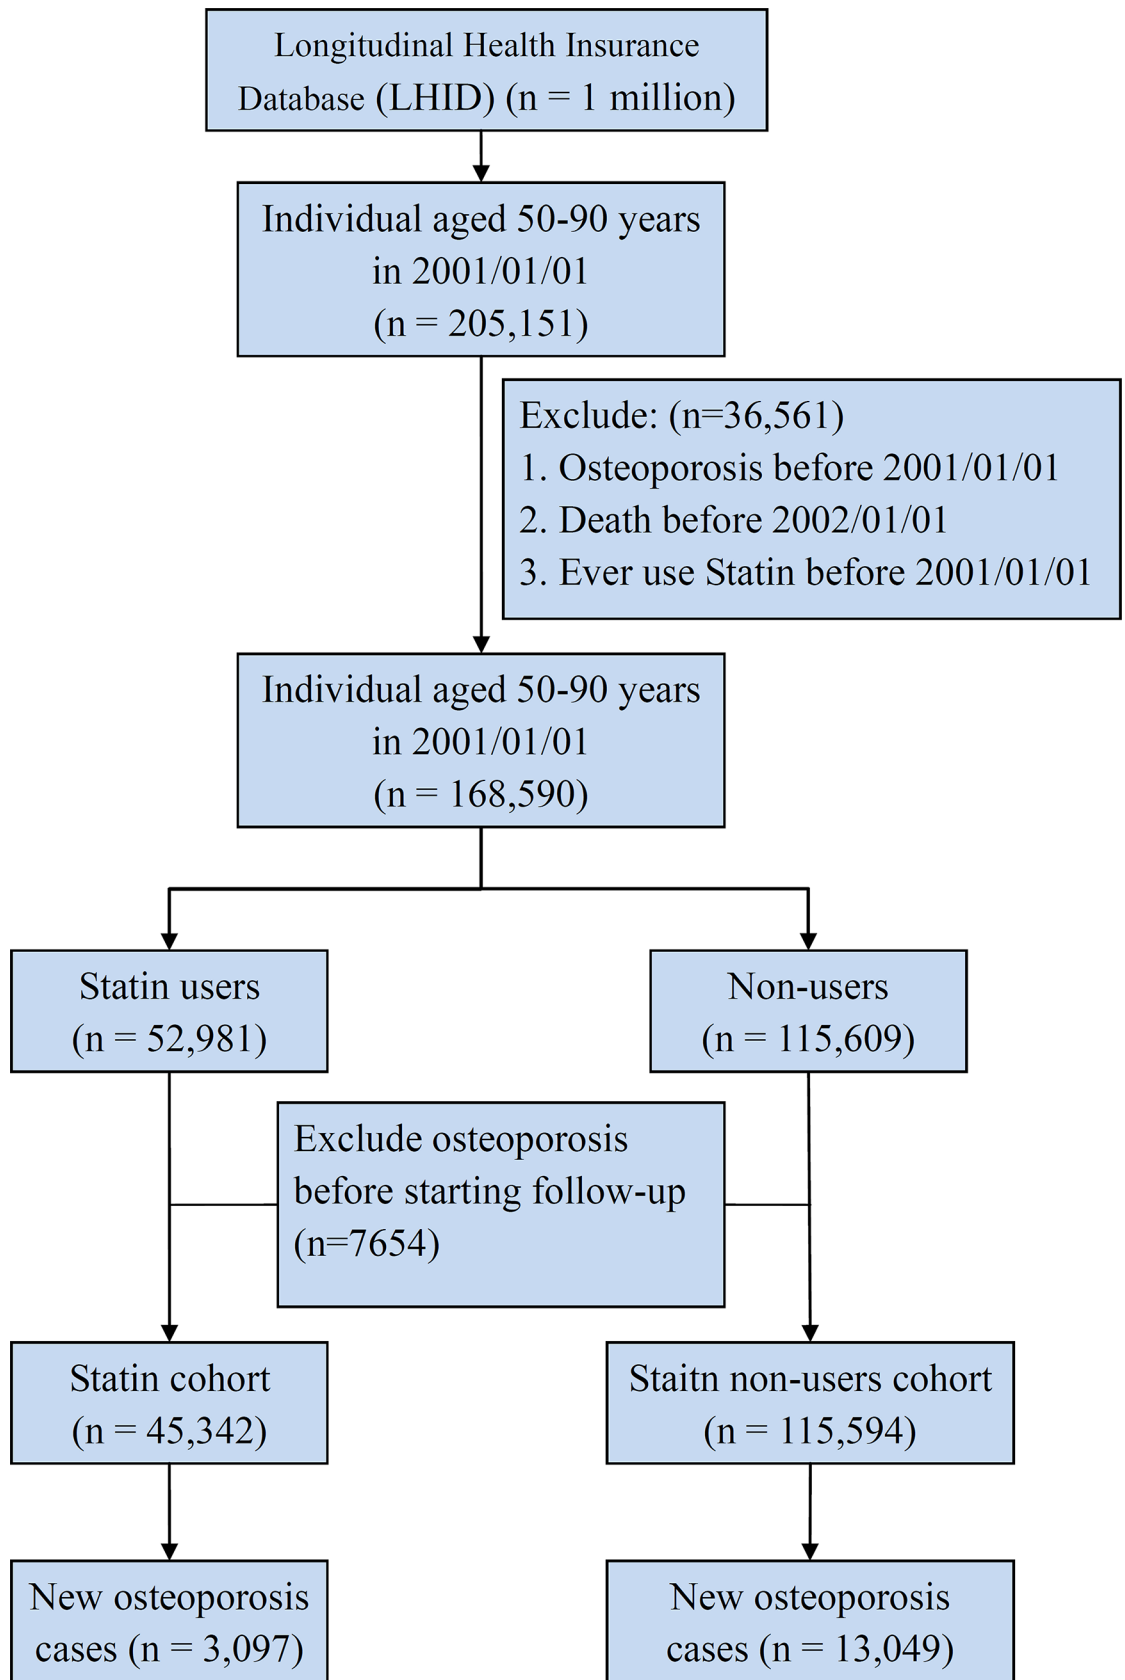 Longitudinal Health Insurance
Database (LHID) (n = 1 million)
Individual aged 50-90 years
in 2001/01/01
(n = 205,151)
Exclude: (n=36,561)
1. Osteoporosis before 2001/01/01
2. Death before 2002/01/01
3. Ever use Statin before 2001/01/01
Individual aged 50-90 years
in 2001/01/01
(n = 168,590)
Statin users
(n = 52,981)
Non-users
(n = 115,609)
Exclude osteoporosis
before starting follow-up
(n=7654)
Statin cohort
(n = 45,342)
Staitn non-users cohort
(n = 115,594)
New osteoporosis
cases (n = 3,097)
New osteoporosis
cases (n = 13,049)